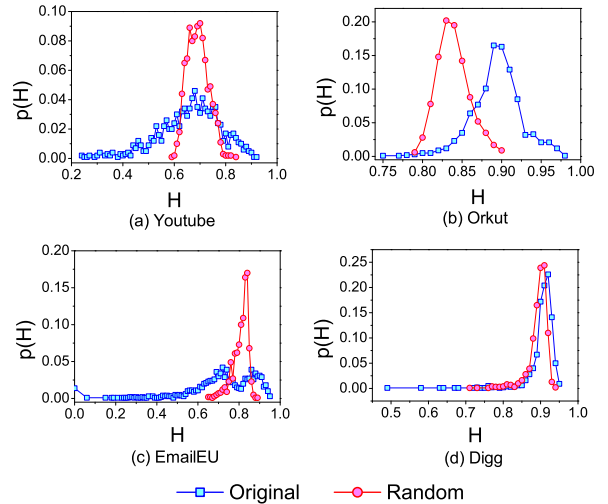 0.10
0.08
0.06
0.04
0.02
0.00
p(H)
0.2 0.4 0.6 0.8 1.0
H
(a) Youtube
0.20
0.15
0.10
0.05
0.00
p(H)
0.75 0.80 0.85 0.90 0.95 1.00
H
(b) Orkut
0.20
0.15
0.10
0.05
0.00
p(H)
0.0 0.2 0.4 0.6 0.8 1.0
H
(c) EmailEU
0.25
0.20
0.15
0.10
0.05
0.00
p(H)
0.5 0.6 0.7 0.8 0.9 1.0
H
(d) Digg
Original Random